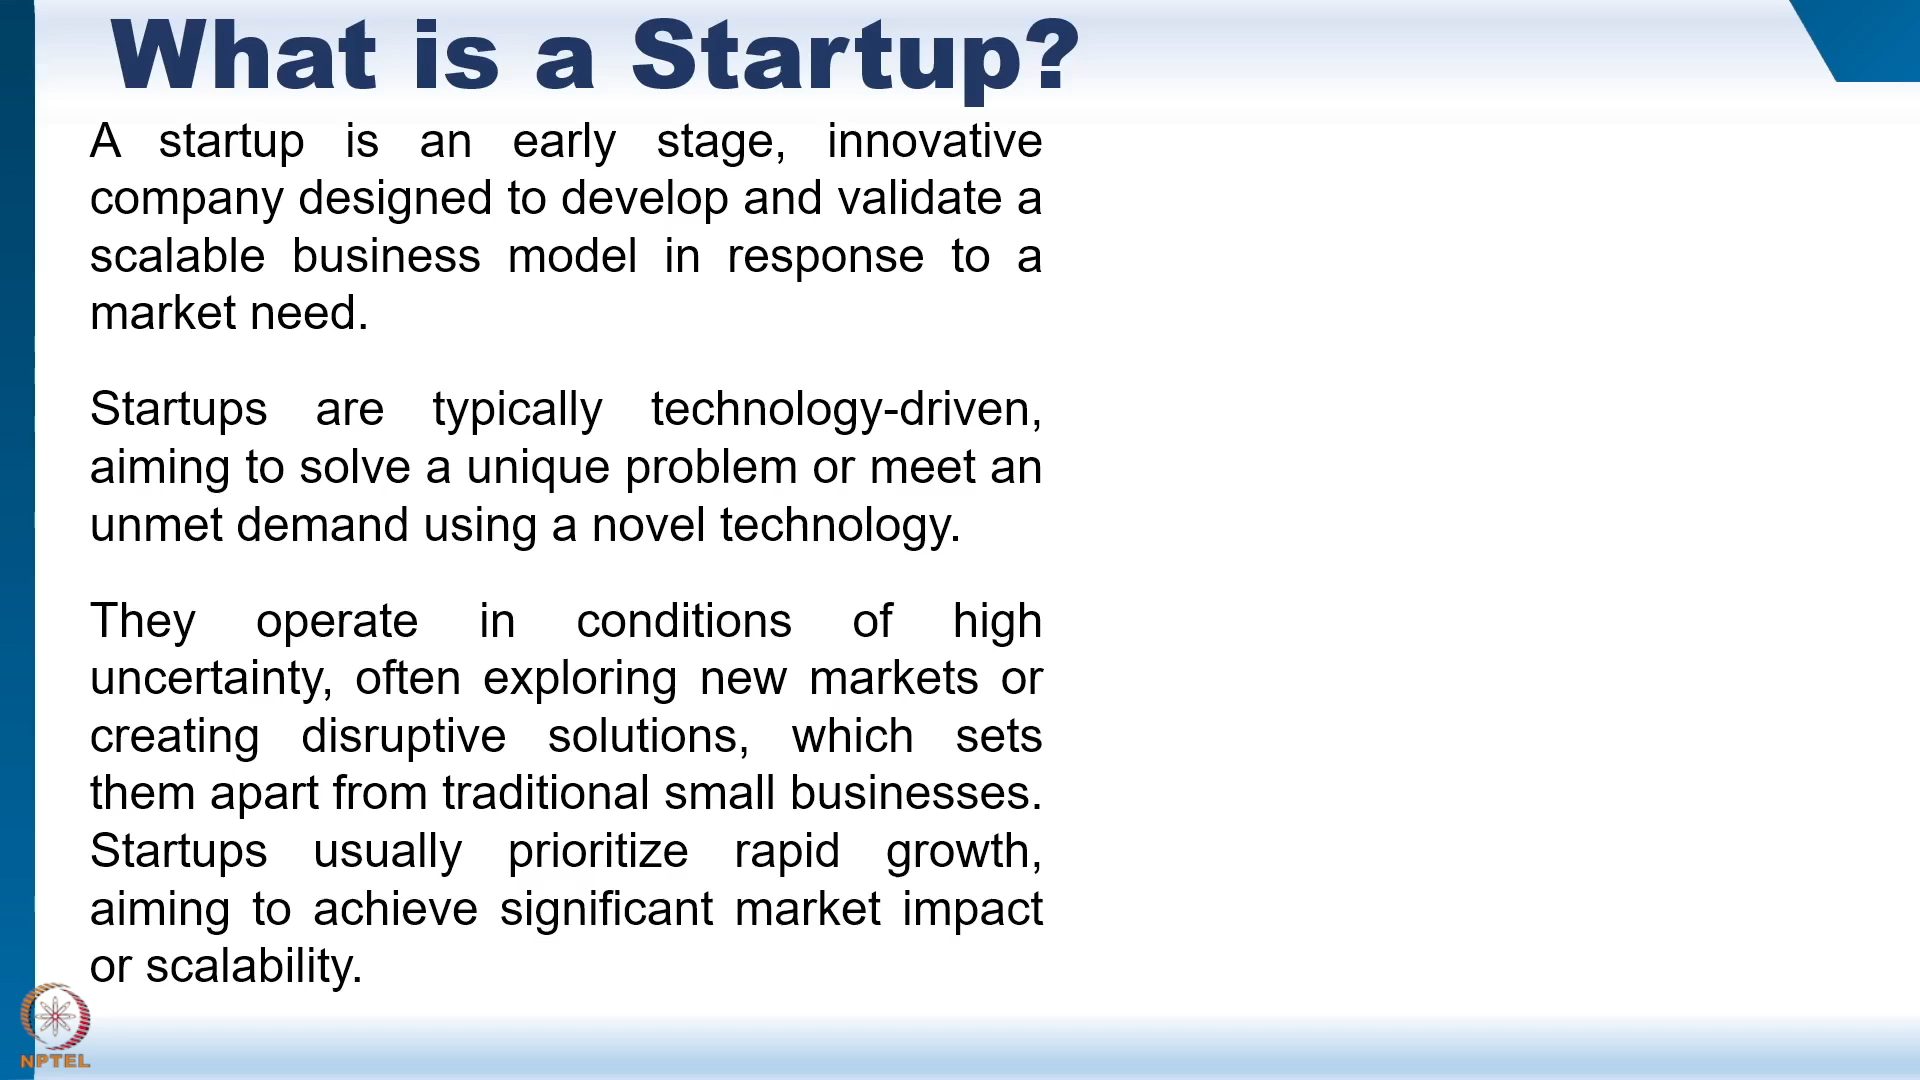 What is a Startup?
A startup is an early stage, innovative
company designed to develop and validate a
scalable business model in response to a
market need.
Startups are typically technology-driven,
aiming to solve a unique problem or meet an
unmet demand using a novel technology.
They operate in conditions of high
uncertainty, often exploring new markets or
creating disruptive solutions, which sets
them apart from traditional small businesses.
Startups usually prioritize rapid growth,
aiming to achieve significant market impact
or scalability.
NPTEL